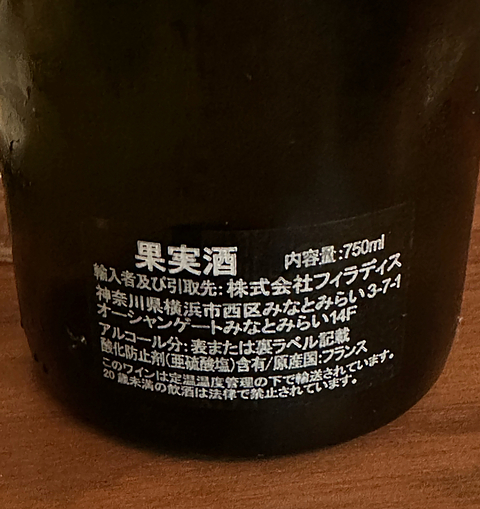 果実酒 内容量:750ml
輸入者及び引取先: 株式会社フィラディス
神奈川県横浜市西区みなとみらい3-7-1
オーシャンゲートみなとみらい14F
アルコール分: 表または裏ラベル記載
酸化防止剤(亜硫酸塩)含有/原産国:フランス
このワインは定温温度管理の下で輸送されています。
20歳未満の飲酒は法律で禁止されています。